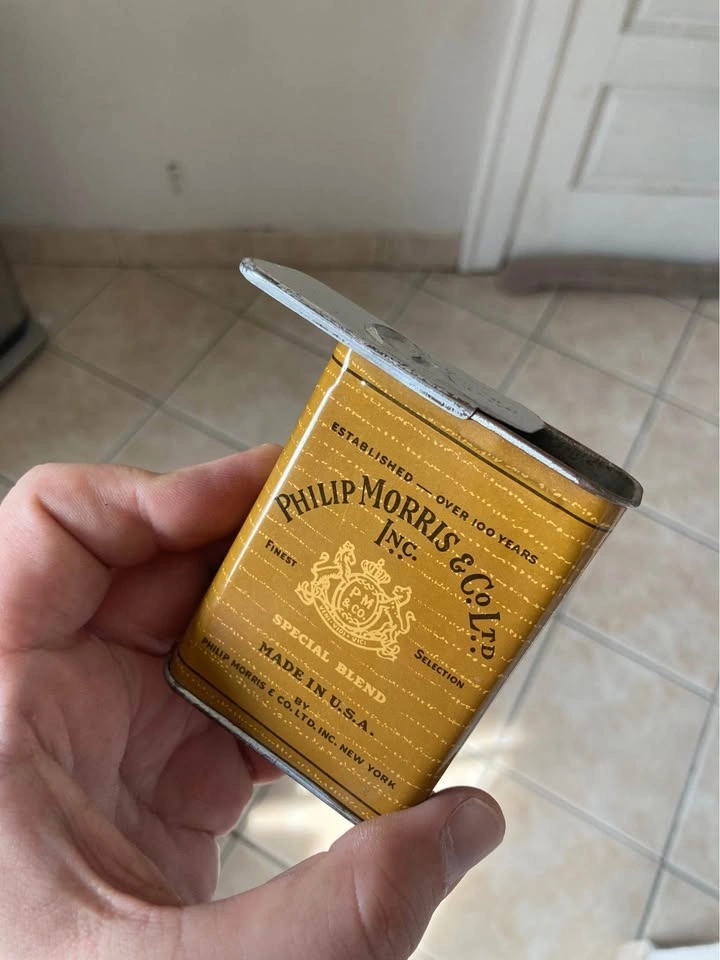 ESTABLISHED — OVER 100 YEARS
PHILIP MORRIS & CO. LTD
INC.
FINEST
P M
& CO.
SELECTION
SPECIAL BLEND
MADE IN U.S.A.
BY
PHILIP MORRIS & CO. LTD. INC. NEW YORK